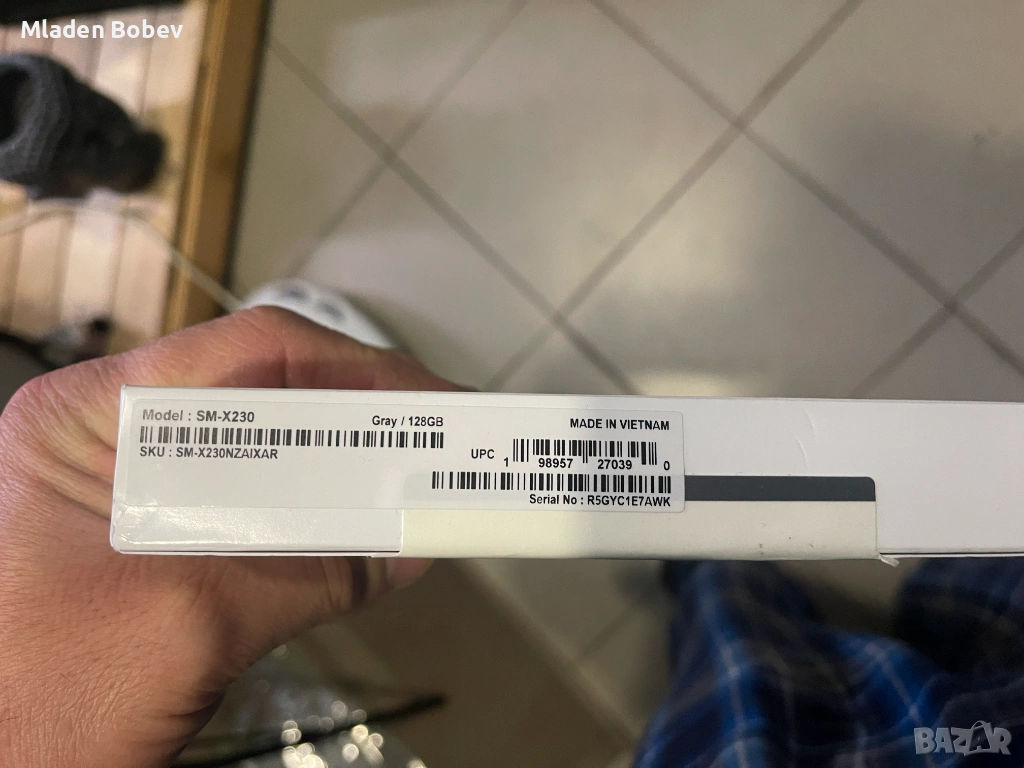 Mladen Bobev
Model : SM-X230
Gray / 128GB
MADE IN VIETNAM
SKU : SM-X230NZAIXAR
UPC 1 98957 27039 0
Serial No : R5GYC1E7AWK
BAZAR